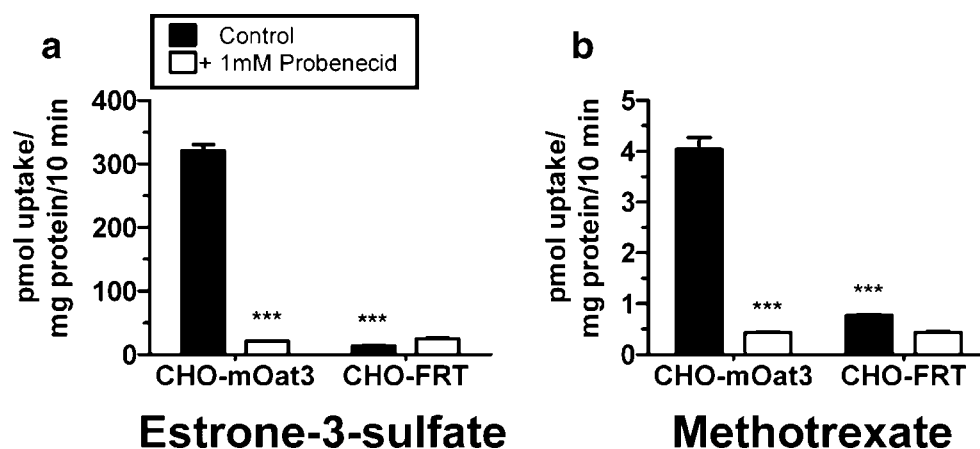 a
Control
+ 1mM Probenecid
pmol uptake/
mg protein/10 min
400
300
200
100
0
***
***
CHO-mOat3 CHO-FRT
Estrone-3-sulfate
b
pmol uptake/
mg protein/10 min
5
4
3
2
1
0
***
***
CHO-mOat3 CHO-FRT
Methotrexate